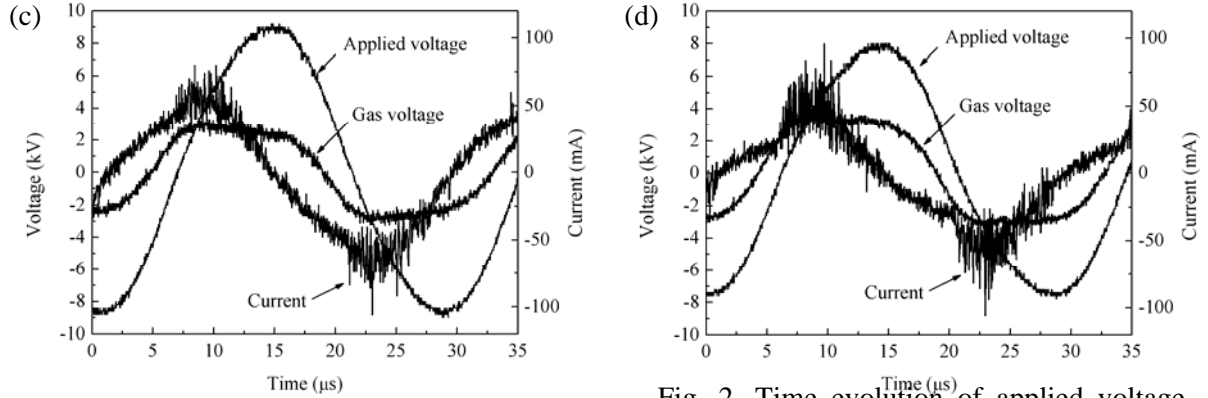 (c)
10
8
6
4
2
0
-2
-4
-6
-8
-10
Voltage (kV)
100
50
0
-50
-100
Current (mA)
Applied voltage
Gas voltage
Current
0 5 10 15 20 25 30 35
Time (μs)
(d)
10
8
6
4
2
0
-2
-4
-6
-8
-10
Voltage (kV)
100
50
0
-50
-100
Current (mA)
Applied voltage
Gas voltage
Current
0 5 10 15 20 25 30 35
Time (μs)
Fig. 2. Time evolution of applied voltage